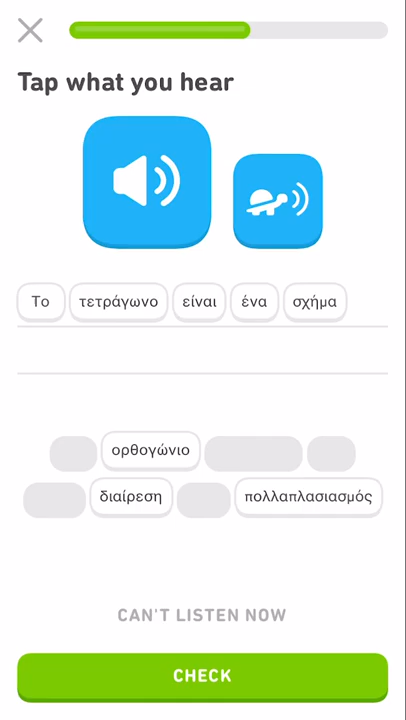 Tap what you hear
Το τετράγωνο είναι ένα σχήμα
ορθογώνιο
διαίρεση πολλαπλασιασμός
CAN'T LISTEN NOW
CHECK